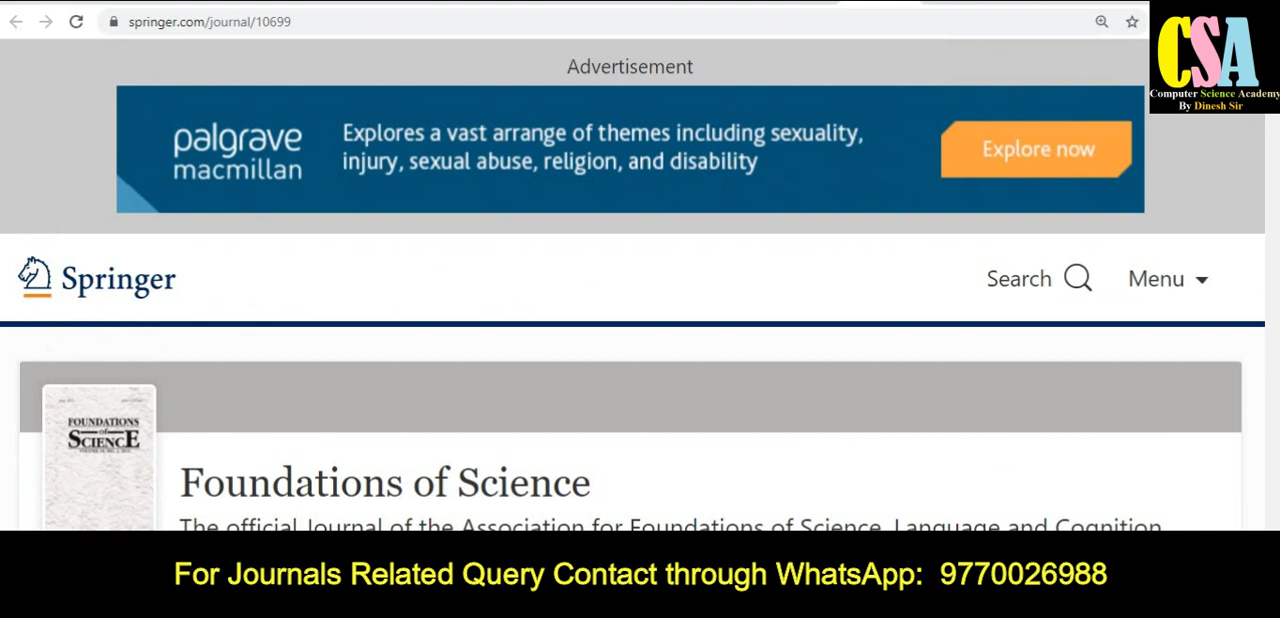 springer.com/journal/10699
CSA
Computer Science Academy
By Dinesh Sir
Advertisement
palgrave
macmillan
Explores a vast arrange of themes including sexuality,
injury, sexual abuse, religion, and disability
Explore now
Springer
Search
Menu
FOUNDATIONS
of
SCIENCE
Foundations of Science
The official Journal of the Association for Foundations of Science, Language and Cognition
For Journals Related Query Contact through WhatsApp: 9770026988